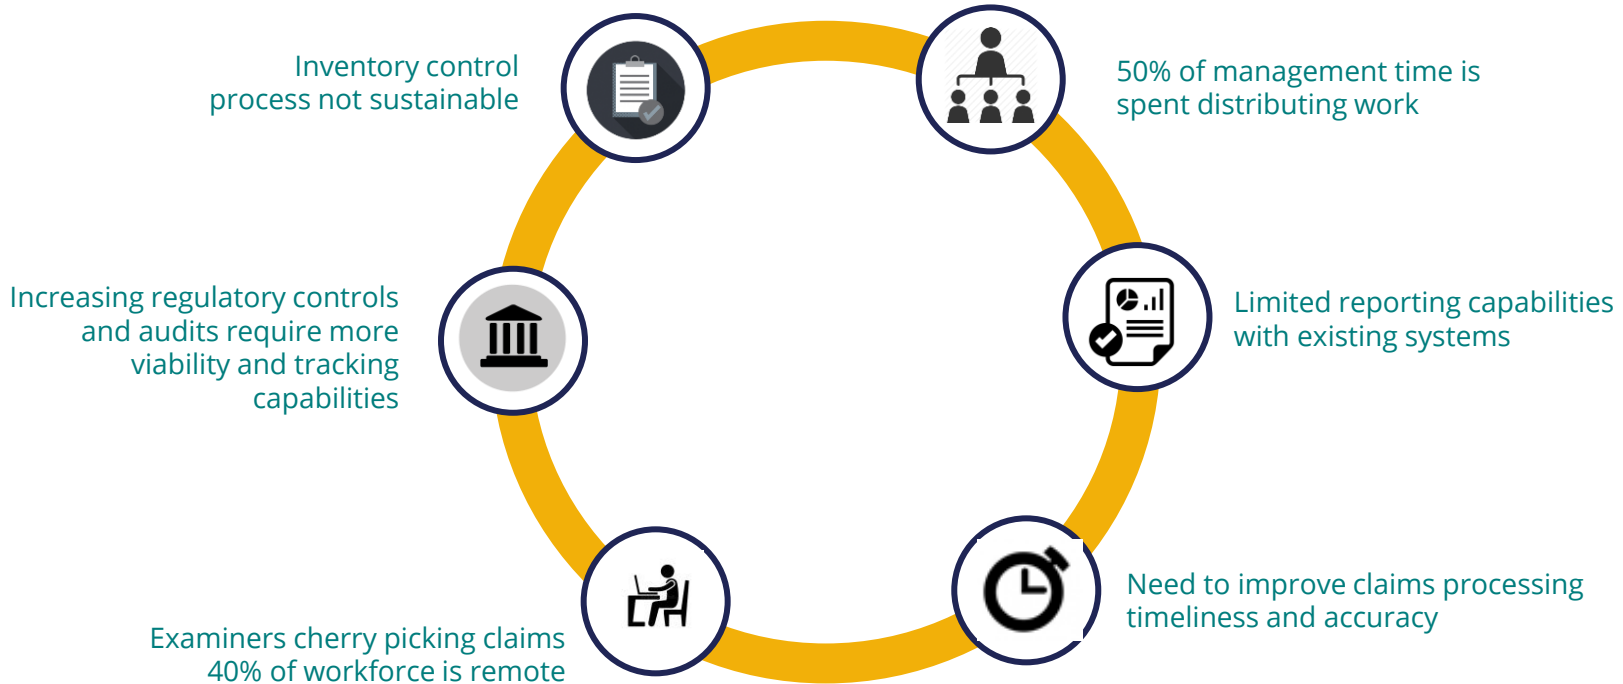 Inventory control
process not sustainable
50% of management time is
spent distributing work
Increasing regulatory controls
and audits require more
viability and tracking
capabilities
Limited reporting capabilities
with existing systems
Examiners cherry picking claims
40% of workforce is remote
Need to improve claims processing
timeliness and accuracy